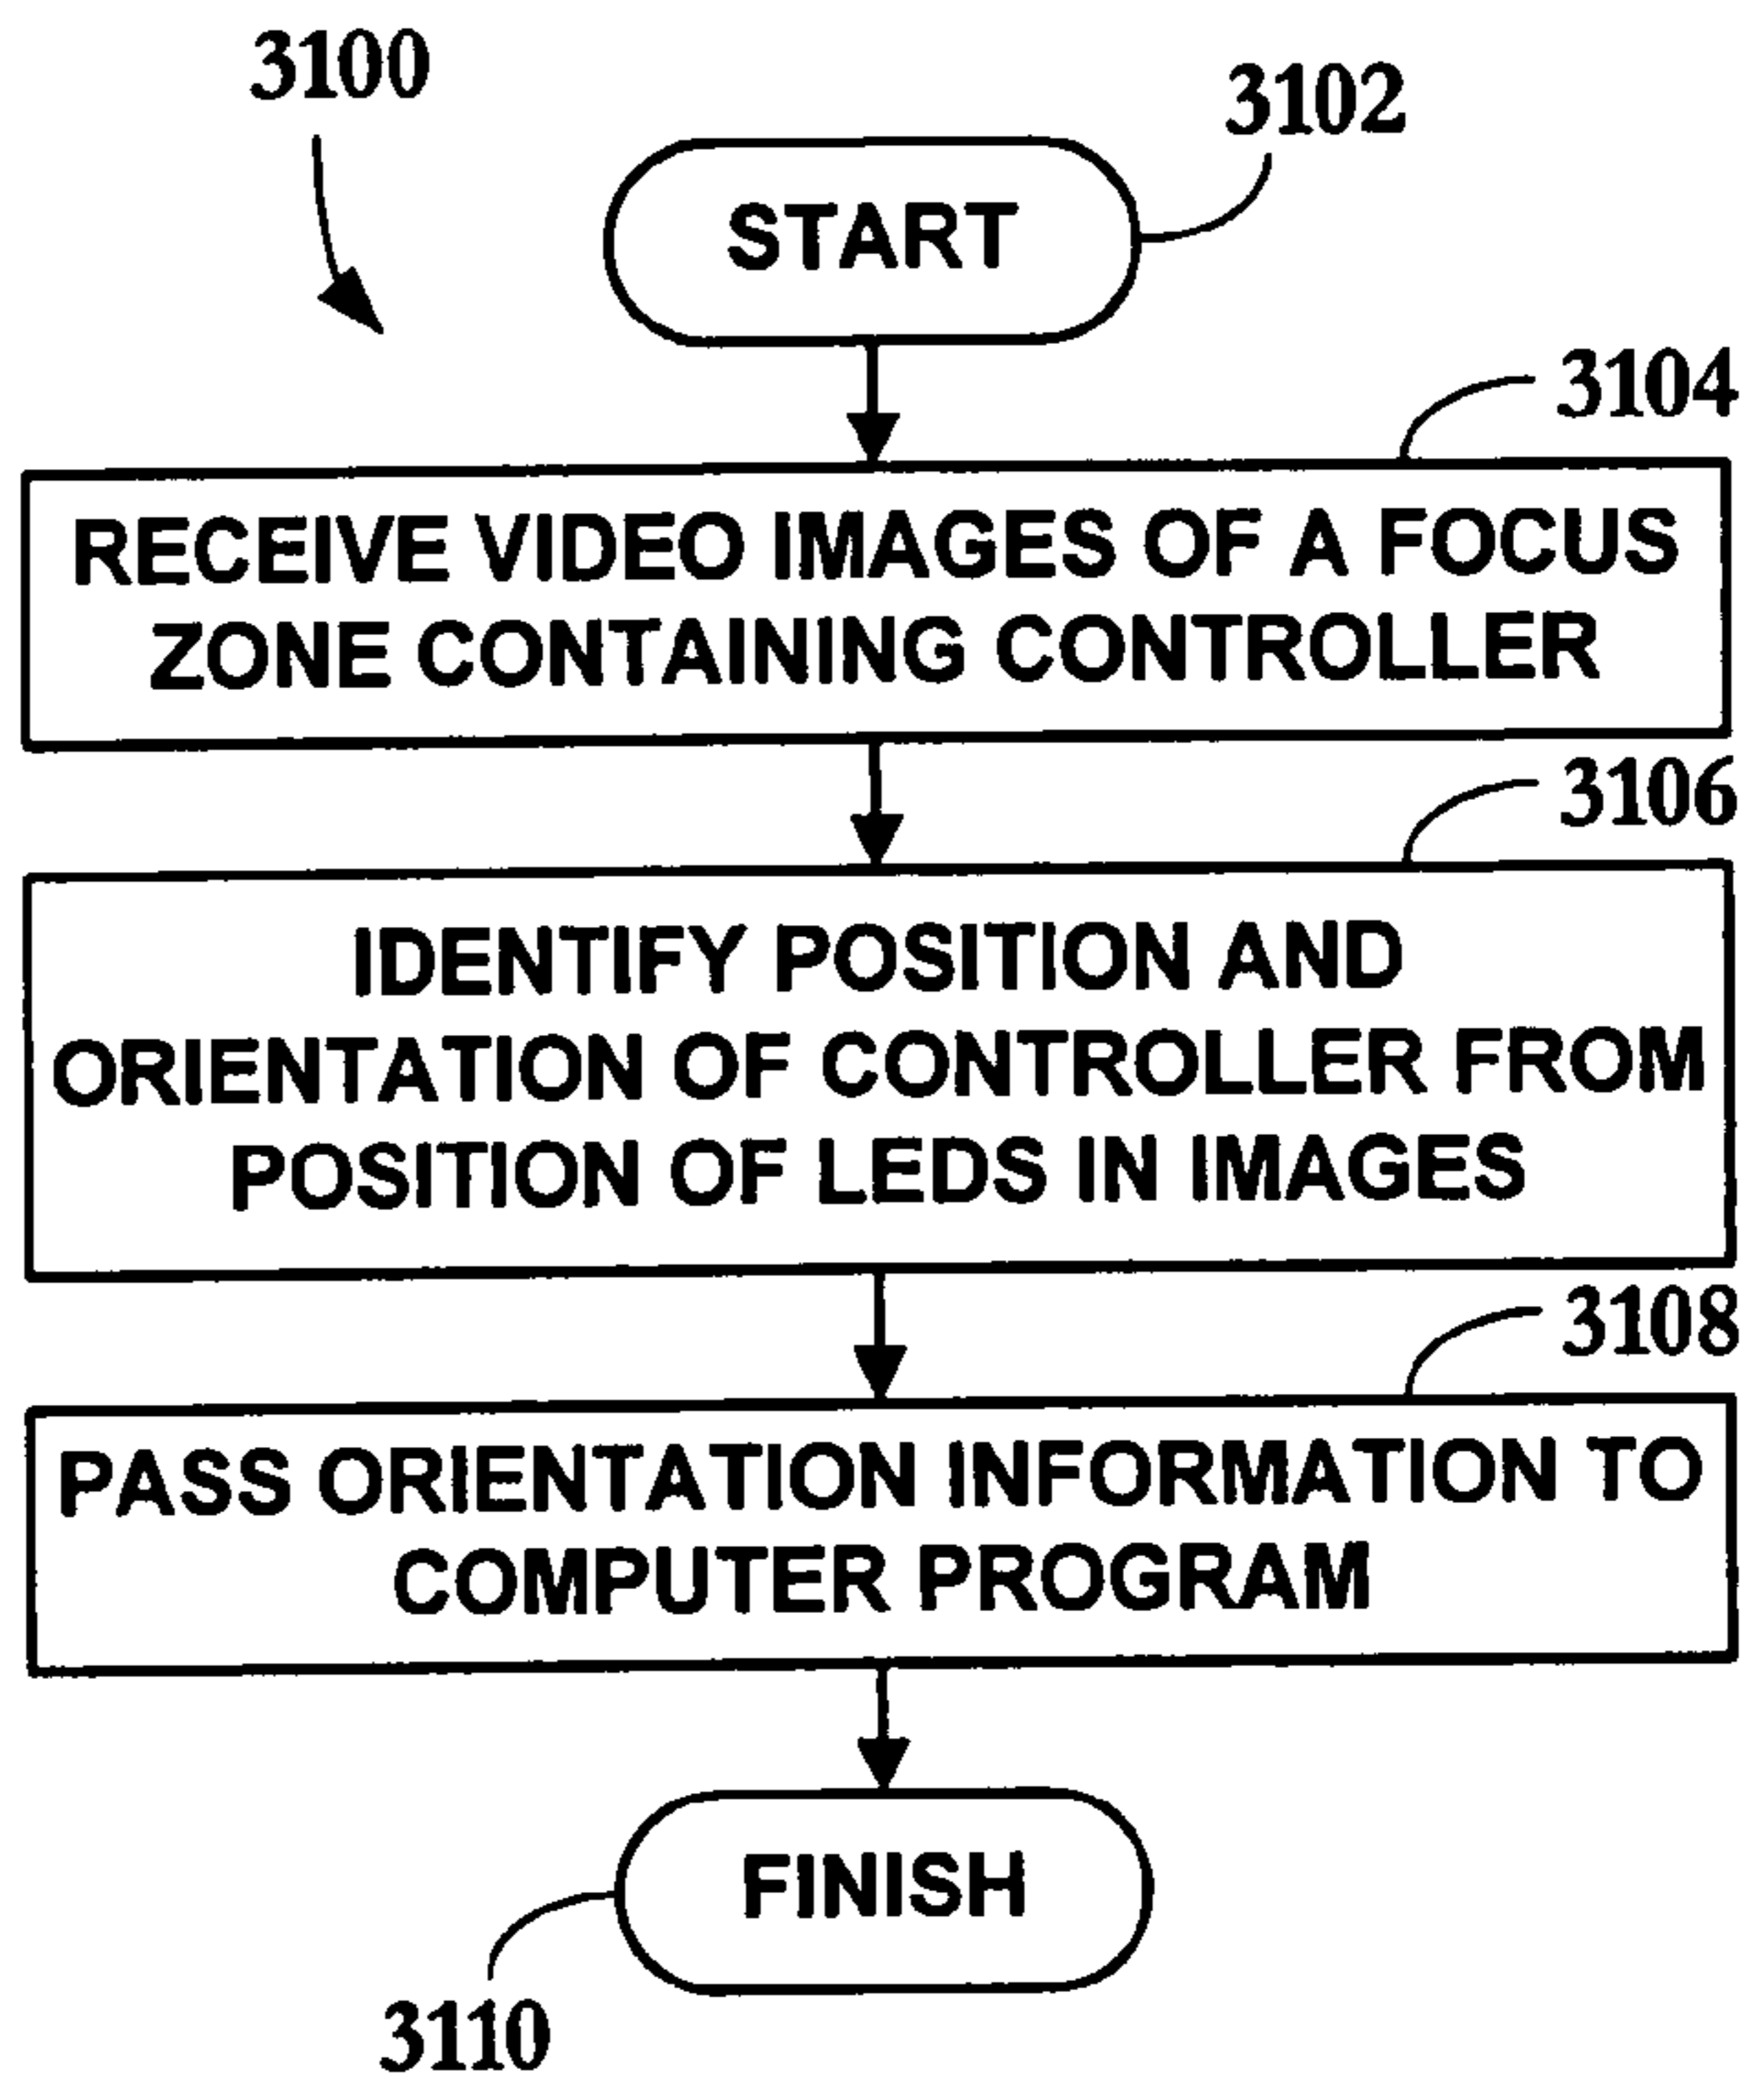 3100
3102
START
3104
RECEIVE VIDEO IMAGES OF A FOCUS
ZONE CONTAINING CONTROLLER
3106
IDENTIFY POSITION AND
ORIENTATION OF CONTROLLER FROM
POSITION OF LEDS IN IMAGES
3108
PASS ORIENTATION INFORMATION TO
COMPUTER PROGRAM
FINISH
3110